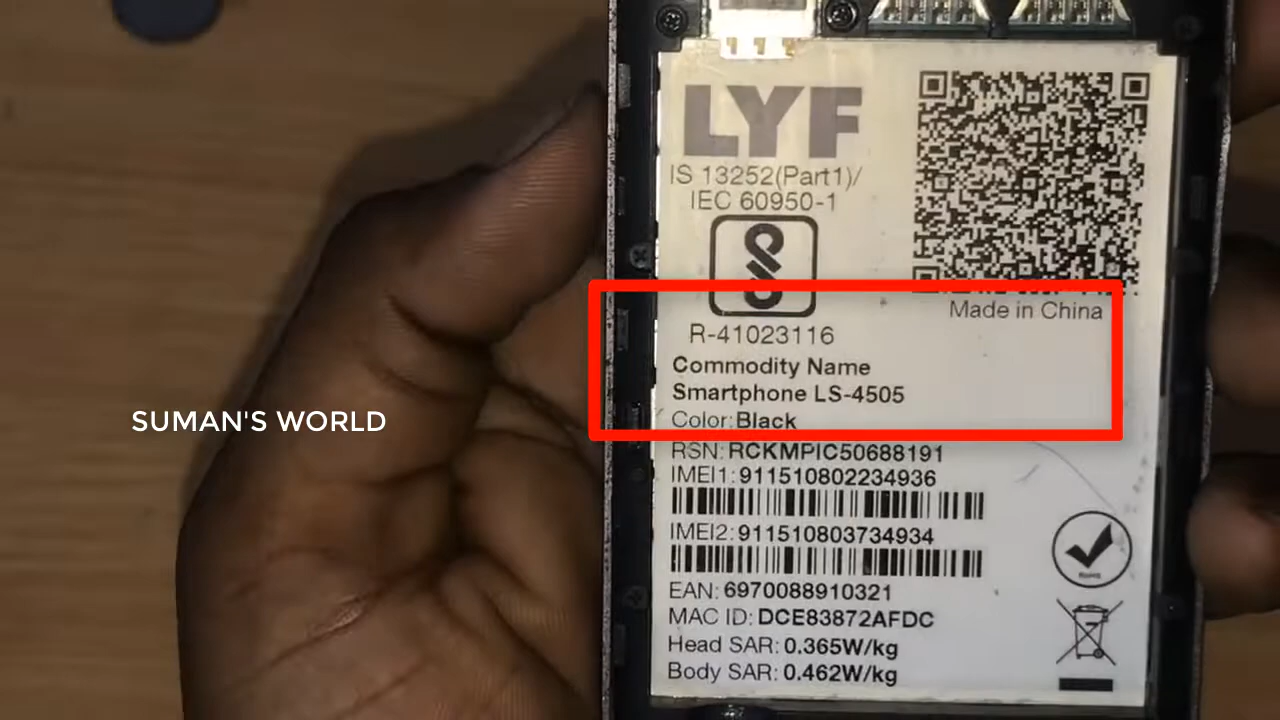 LYF
IS 13252(Part1)/
IEC 60950-1
Made in China
R-41023116
Commodity Name
Smartphone LS-4505
Color: Black
SUMAN'S WORLD
RSN: RCKMPIC50688191
IMEI1: 911510802234936
IMEI2: 911510803734934
EAN: 6970088910321
MAC ID: DCE83872AFDC
Head SAR: 0.365W/kg
Body SAR: 0.462W/kg
RoHS